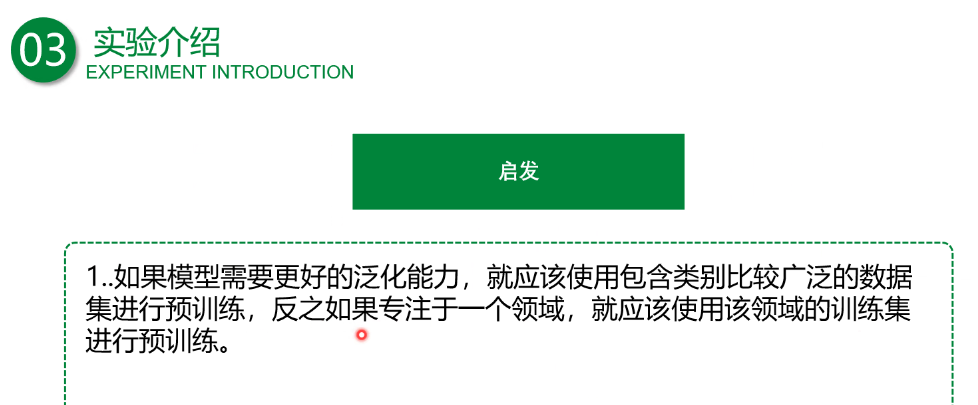 03
实验介绍
EXPERIMENT INTRODUCTION
启发
1..如果模型需要更好的泛化能力，就应该使用包含类别比较广泛的数据
集进行预训练，反之如果专注于一个领域，就应该使用该领域的训练集
进行预训练。